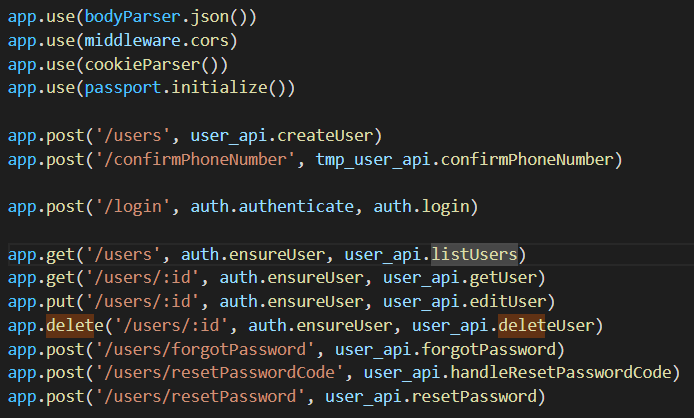 app.use(bodyParser.json())
app.use(middleware.cors)
app.use(cookieParser())
app.use(passport.initialize())
app.post('/users', user_api.createUser)
app.post('/confirmPhoneNumber', tmp_user_api.confirmPhoneNumber)
app.post('/login', auth.authenticate, auth.login)
app.get('/users', auth.ensureUser, user_api.listUsers)
app.get('/users/:id', auth.ensureUser, user_api.getUser)
app.put('/users/:id', auth.ensureUser, user_api.editUser)
app.delete('/users/:id', auth.ensureUser, user_api.deleteUser)
app.post('/users/forgotPassword', user_api.forgotPassword)
app.post('/users/resetPasswordCode', user_api.handleResetPasswordCode)
app.post('/users/resetPassword', user_api.resetPassword)